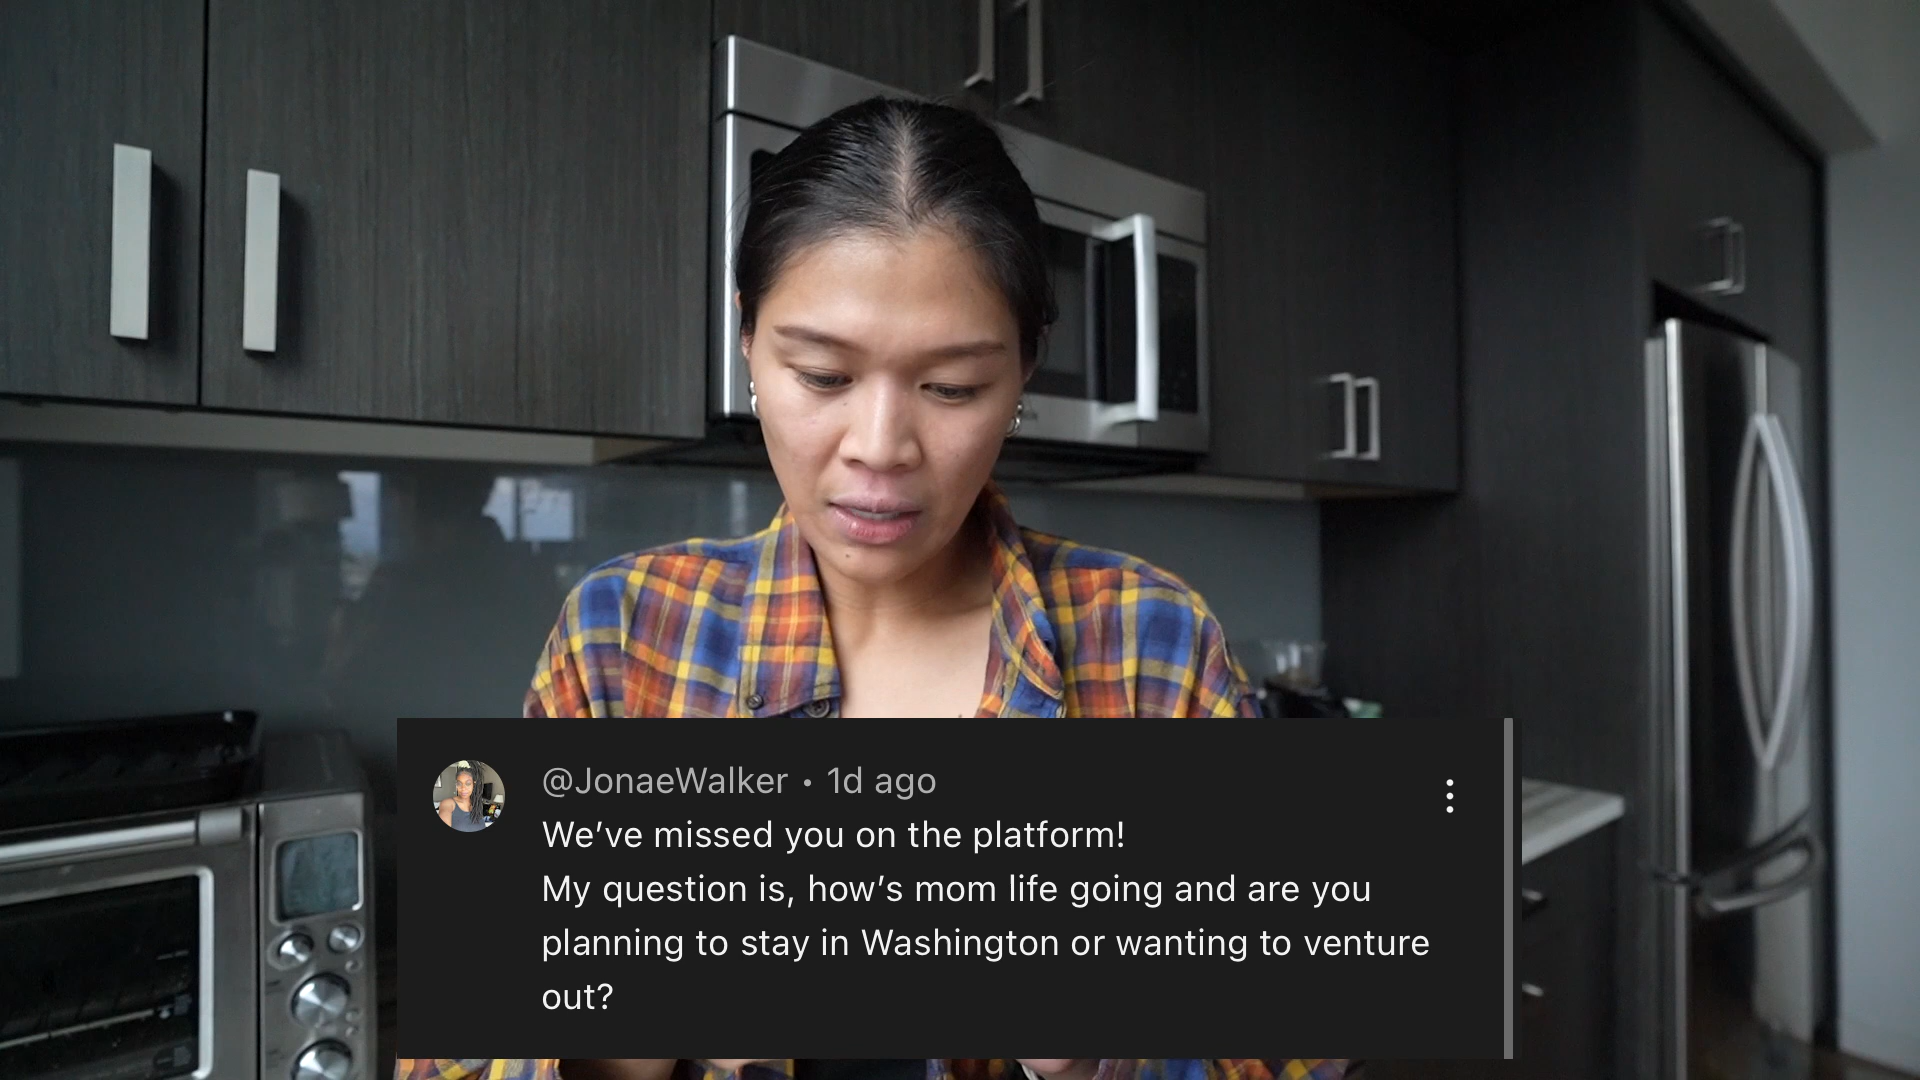 @JonaeWalker • 1d ago
We’ve missed you on the platform!
My question is, how’s mom life going and are you
planning to stay in Washington or wanting to venture
out?